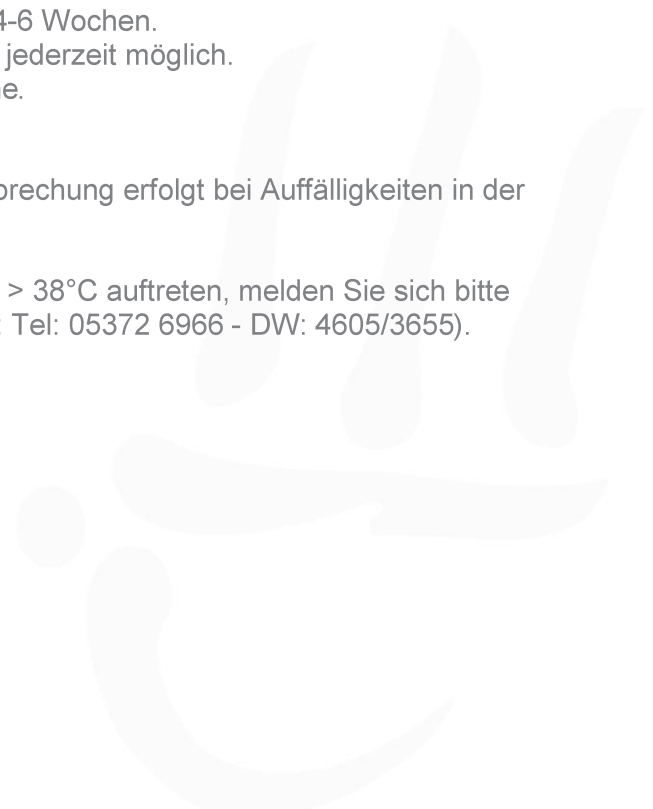 4-6 Wochen.
jederzeit möglich.
e.
brechung erfolgt bei Auffälligkeiten in der
> 38°C auftreten, melden Sie sich bitte
: Tel: 05372 6966 - DW: 4605/3655).